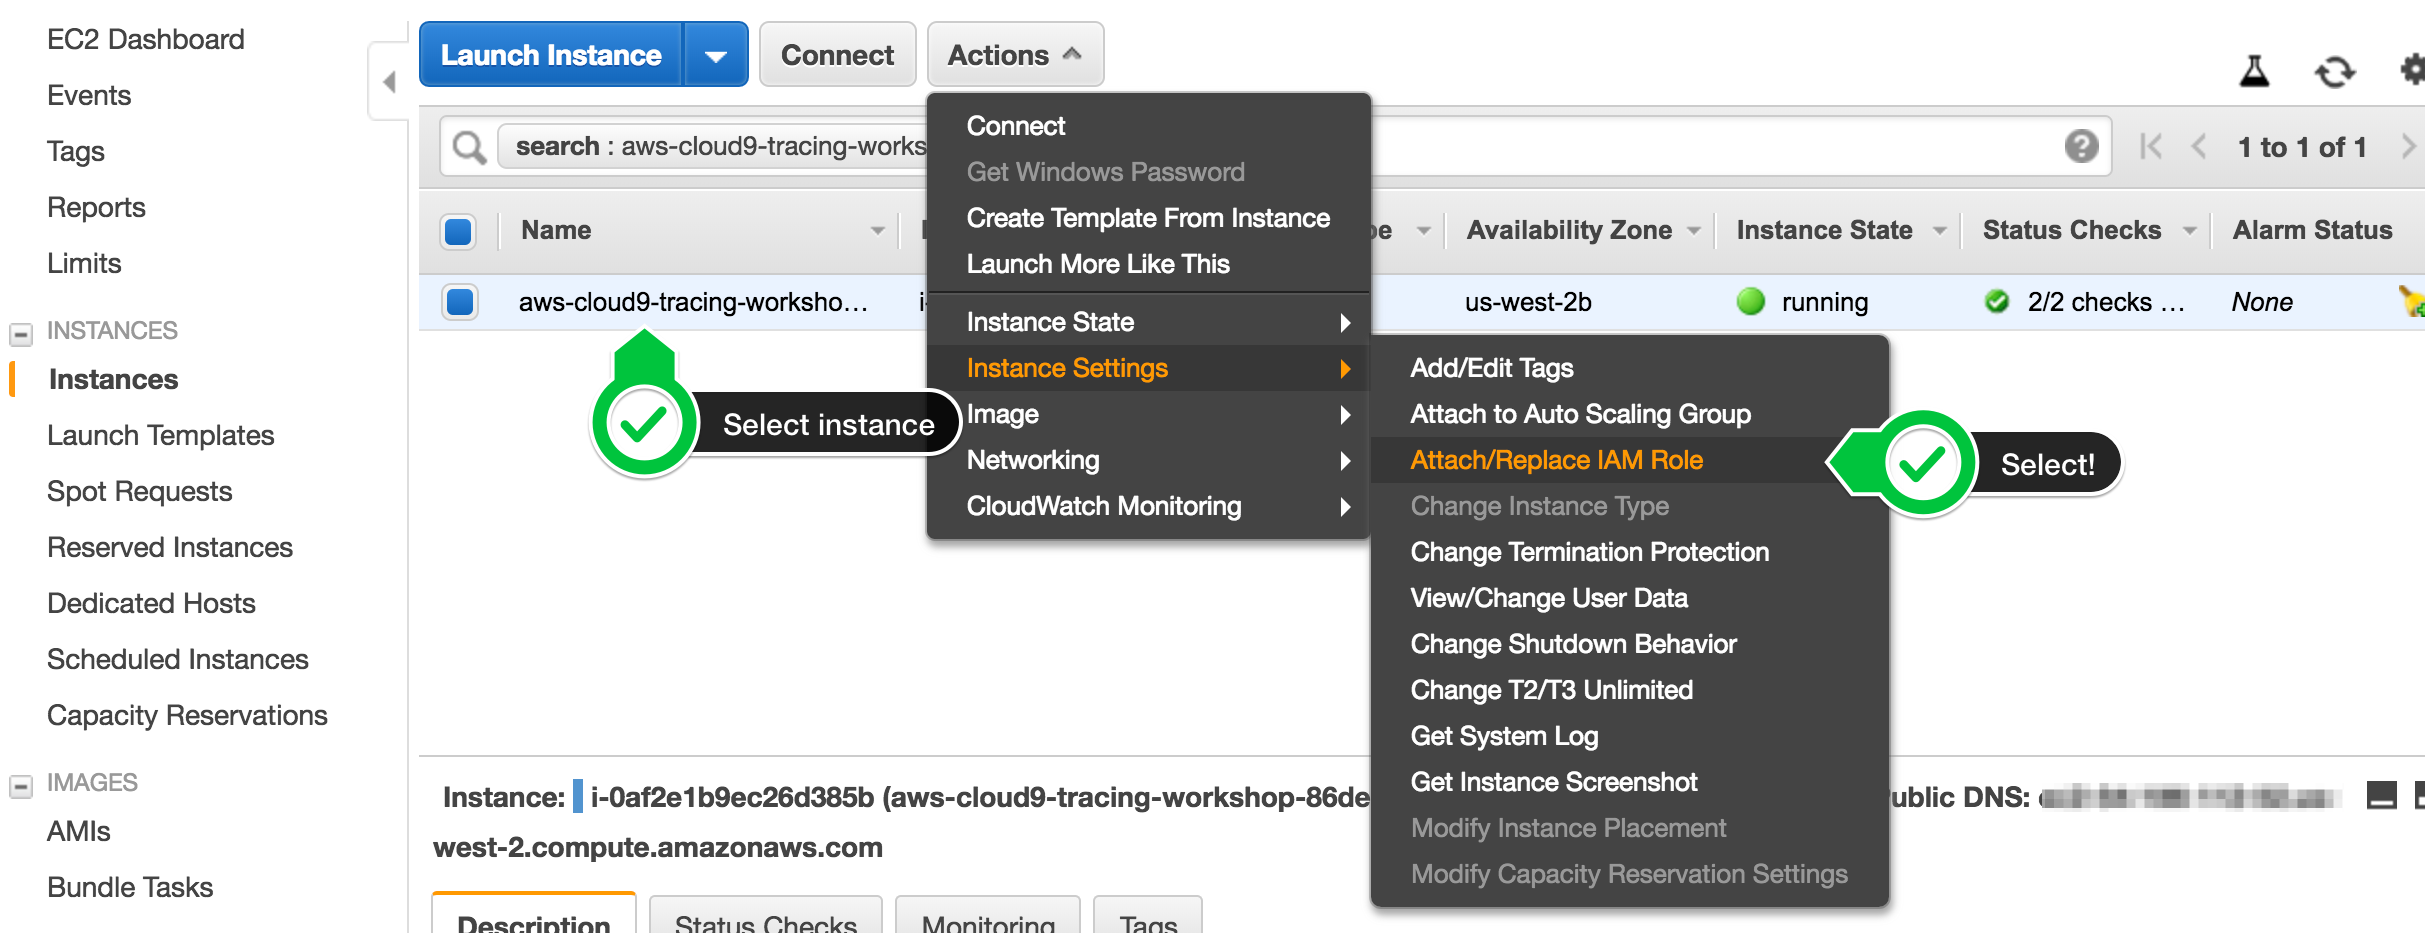 EC2 Dashboard
Events
Tags
Reports
Limits
INSTANCES
Instances
Launch Templates
Spot Requests
Reserved Instances
Dedicated Hosts
Scheduled Instances
Capacity Reservations
IMAGES
AMIs
Bundle Tasks
Launch Instance
Connect
Actions
search : aws-cloud9-tracing-works
1 to 1 of 1
Name
Availability Zone
Instance State
Status Checks
Alarm Status
aws-cloud9-tracing-worksho…
us-west-2b
running
2/2 checks …
None
Connect
Get Windows Password
Create Template From Instance
Launch More Like This
Instance State
Instance Settings
Image
Networking
CloudWatch Monitoring
Select instance
Add/Edit Tags
Attach to Auto Scaling Group
Attach/Replace IAM Role
Change Instance Type
Change Termination Protection
View/Change User Data
Change Shutdown Behavior
Change T2/T3 Unlimited
Get System Log
Get Instance Screenshot
Modify Instance Placement
Modify Capacity Reservation Settings
Select!
Instance: i-0af2e1b9ec26d385b (aws-cloud9-tracing-workshop-86de
ublic DNS:
west-2.compute.amazonaws.com
Description
Status Checks
Monitoring
Tags